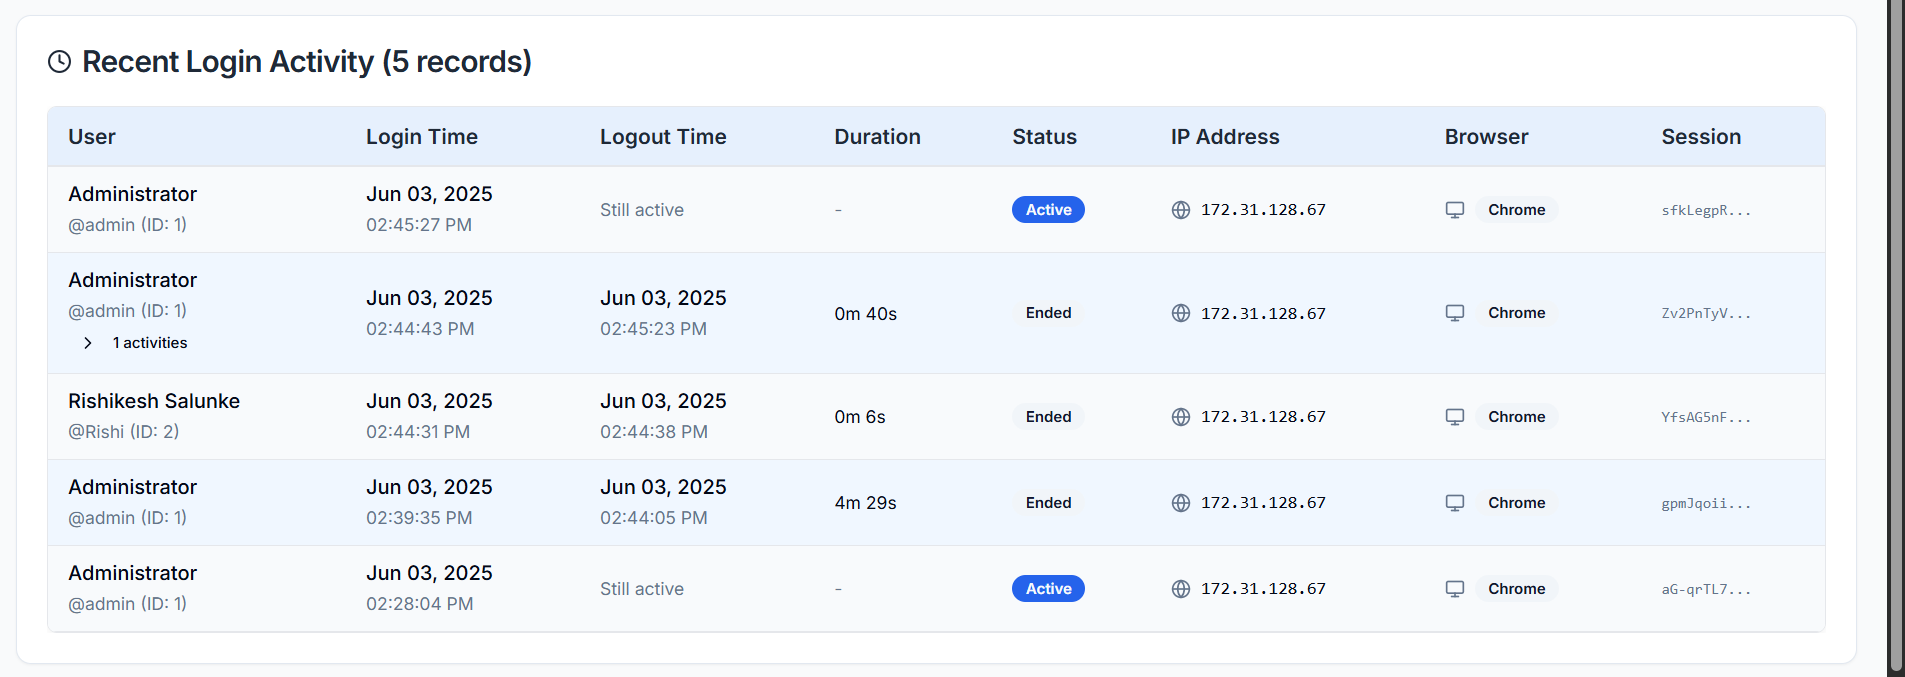 Recent Login Activity (5 records)
User Login Time Logout Time Duration Status IP Address Browser Session
Administrator
@admin (ID: 1)
Jun 03, 2025
02:45:27 PM
Still active
-
Active
172.31.128.67
Chrome
sfkLegpR...
Administrator
@admin (ID: 1)
1 activities
Jun 03, 2025
02:44:43 PM
Jun 03, 2025
02:45:23 PM
0m 40s
Ended
172.31.128.67
Chrome
Zv2PnTyV...
Rishikesh Salunke
@Rishi (ID: 2)
Jun 03, 2025
02:44:31 PM
Jun 03, 2025
02:44:38 PM
0m 6s
Ended
172.31.128.67
Chrome
YfsAG5nF...
Administrator
@admin (ID: 1)
Jun 03, 2025
02:39:35 PM
Jun 03, 2025
02:44:05 PM
4m 29s
Ended
172.31.128.67
Chrome
gpmJqoii...
Administrator
@admin (ID: 1)
Jun 03, 2025
02:28:04 PM
Still active
-
Active
172.31.128.67
Chrome
aG-qrTL7...